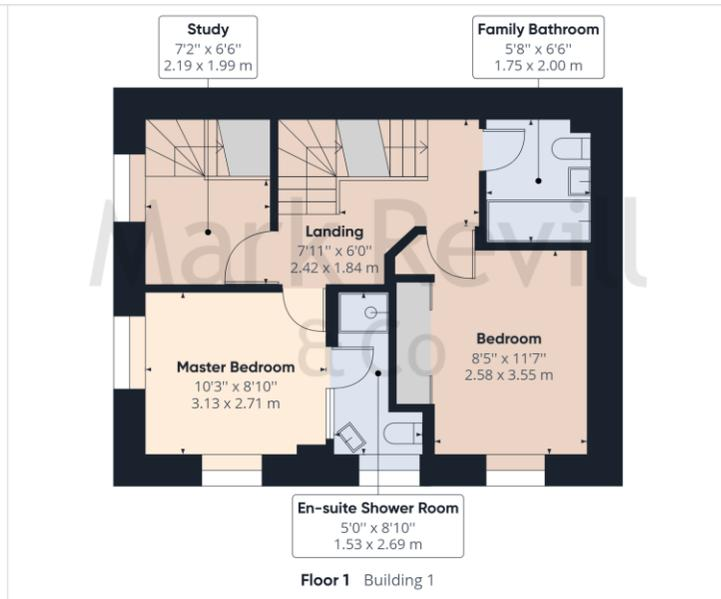 Study
7'2" x 6'6"
2.19 x 1.99 m
Family Bathroom
5'8" x 6'6"
1.75 x 2.00 m
Mark Revill
& Co
Landing
7'11" x 6'0"
2.42 x 1.84 m
Bedroom
8'5" x 11'7"
2.58 x 3.55 m
Master Bedroom
10'3" x 8'10"
3.13 x 2.71 m
En-suite Shower Room
5'0" x 8'10"
1.53 x 2.69 m
Floor 1 Building 1